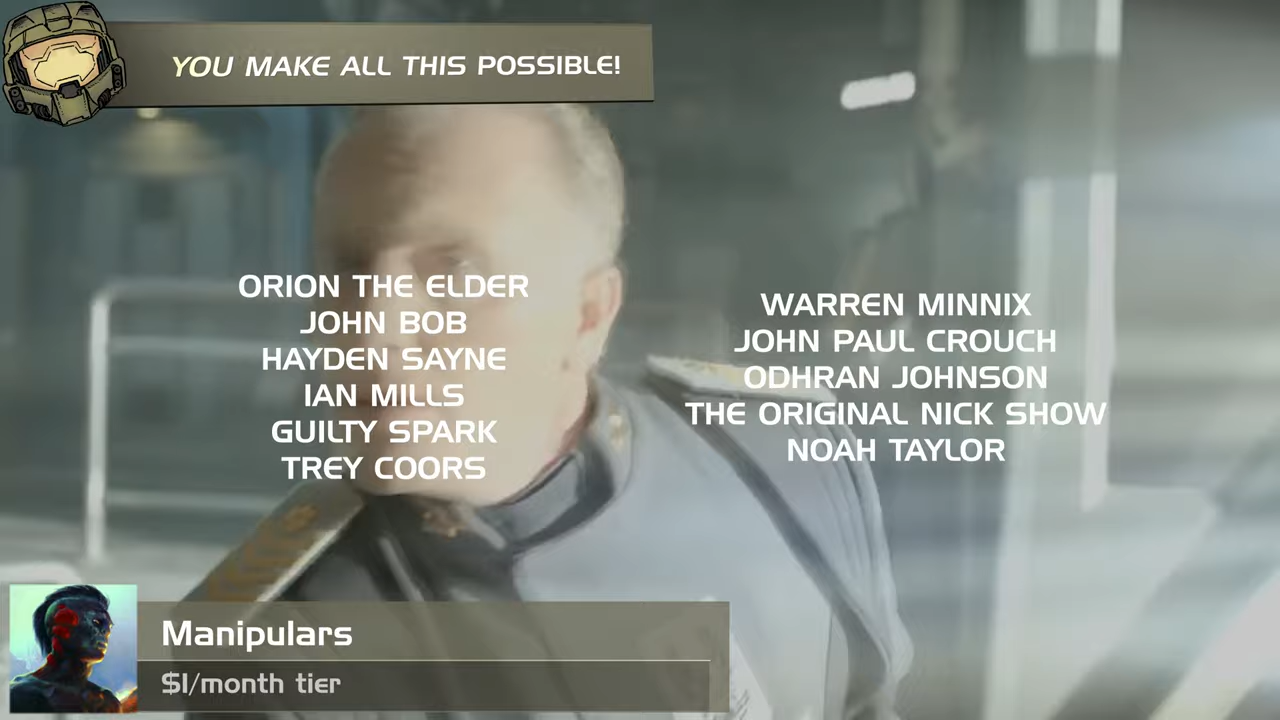 YOU MAKE ALL THIS POSSIBLE!
ORION THE ELDER
JOHN BOB
HAYDEN SAYNE
IAN MILLS
GUILTY SPARK
TREY COORS
WARREN MINNIX
JOHN PAUL CROUCH
ODHRAN JOHNSON
THE ORIGINAL NICK SHOW
NOAH TAYLOR
Manipulars
$1/month tier